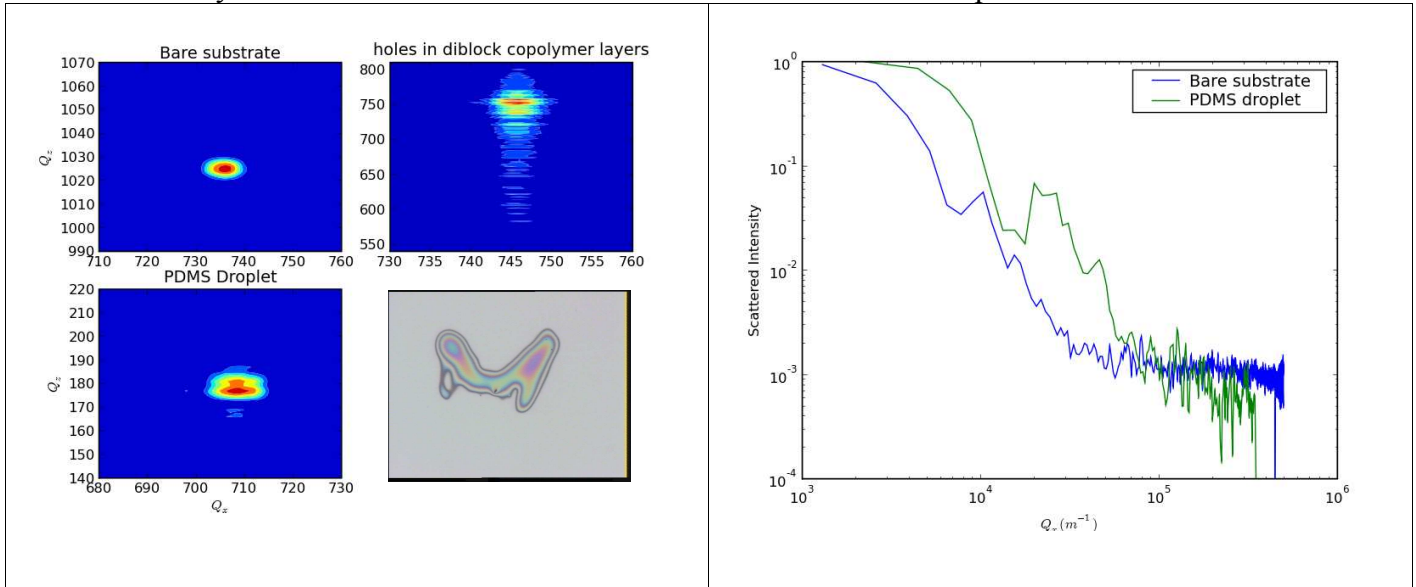 Bare substrate
1070
1060
1050
1040
1030
1020
1010
1000
990
Q_z
710 720 730 740 750 760
holes in diblock copolymer layers
800
750
700
650
600
550
730 735 740 745 750 755 760
PDMS Droplet
220
210
200
190
180
170
160
150
140
Q_z
680 690 700 710 720 730
Q_x
Bare substrate
PDMS droplet
10^0
10^-1
10^-2
10^-3
10^-4
Scattered Intensity
10^3 10^4 10^5 10^6
Q_x (m^-1)